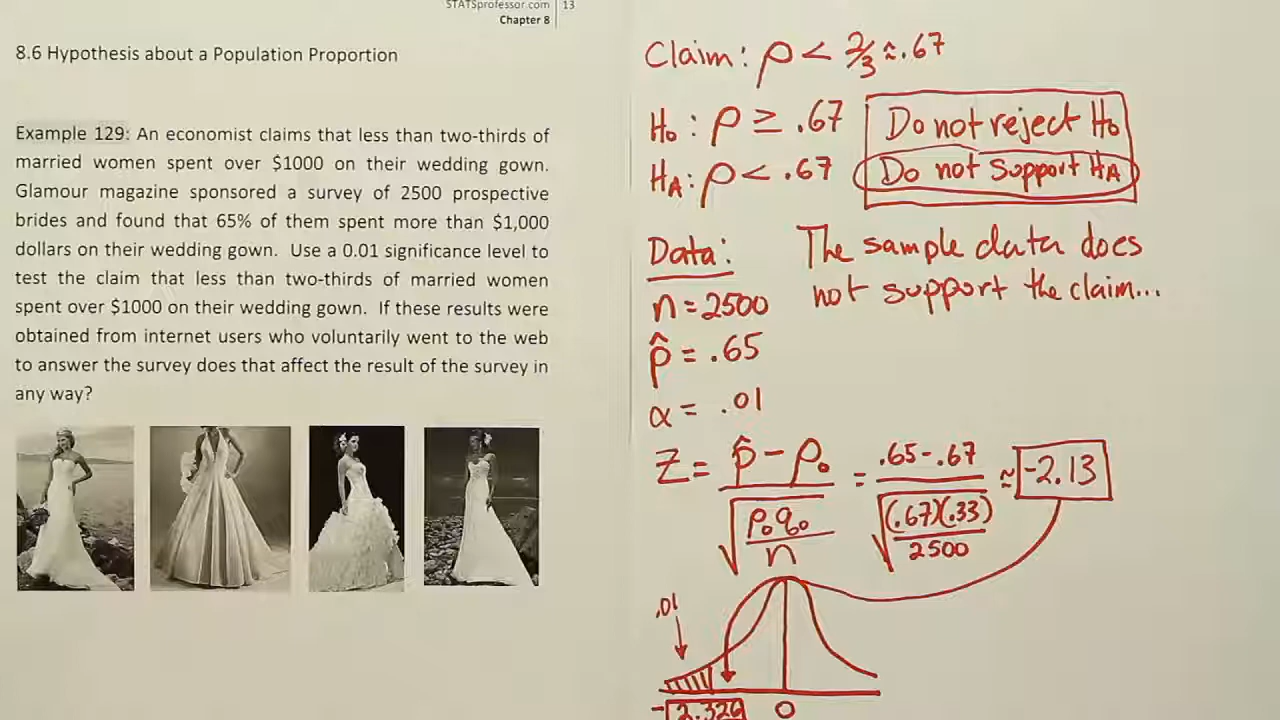 STATSprofessor.com 13
Chapter 8
8.6 Hypothesis about a Population Proportion
Example 129: An economist claims that less than two-thirds of
married women spent over $1000 on their wedding gown.
Glamour magazine sponsored a survey of 2500 prospective
brides and found that 65% of them spent more than $1,000
dollars on their wedding gown. Use a 0.01 significance level to
test the claim that less than two-thirds of married women
spent over $1000 on their wedding gown. If these results were
obtained from internet users who voluntarily went to the web
to answer the survey does that affect the result of the survey in
any way?
Claim: ρ < 2/3 ≈ .67
H₀: ρ ≥ .67 Do not reject H₀
H_A: ρ < .67 Do not support H_A
Data: The sample data does
n = 2500 not support the claim...
p̂ = .65
α = .01
Z = (p̂ − ρ₀) / √(ρ₀q₀/n) = (.65 - .67) / √((.67)(.33)/2500) ≈ -2.13
.01
-2.326 0